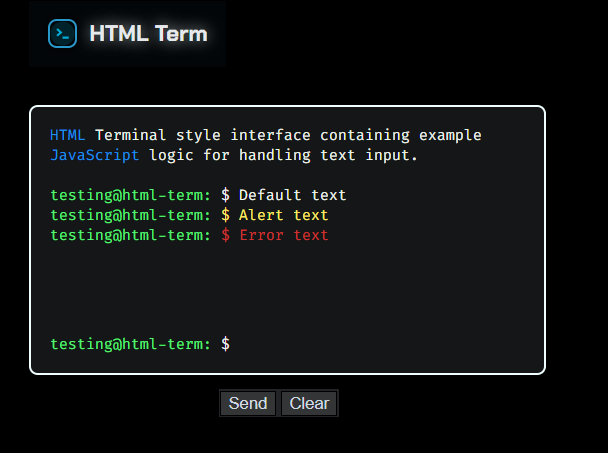 HTML Term
HTML Terminal style interface containing example
JavaScript logic for handling text input.
testing@html-term: $ Default text
testing@html-term: $ Alert text
testing@html-term: $ Error text
testing@html-term: $
Send Clear